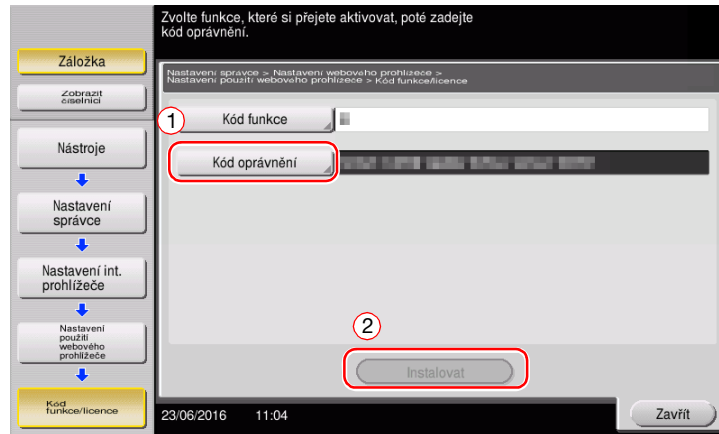 Zvolte funkce, které si přejete aktivovat, poté zadejte
kód oprávnění.
Záložka
Zobrazit
číselnici
Nástroje
Nastavení
správce
Nastavení int.
prohlížeče
Nastavení
použití
webového
prohlížeče
Kód
funkce/licence
Nastavení správce > Nastavení webového prohlížeče >
Nastavení použití webového prohlížeče > Kód funkce/licence
1
Kód funkce
Kód oprávnění
2
Instalovat
23/06/2016 11:04
Zavřít